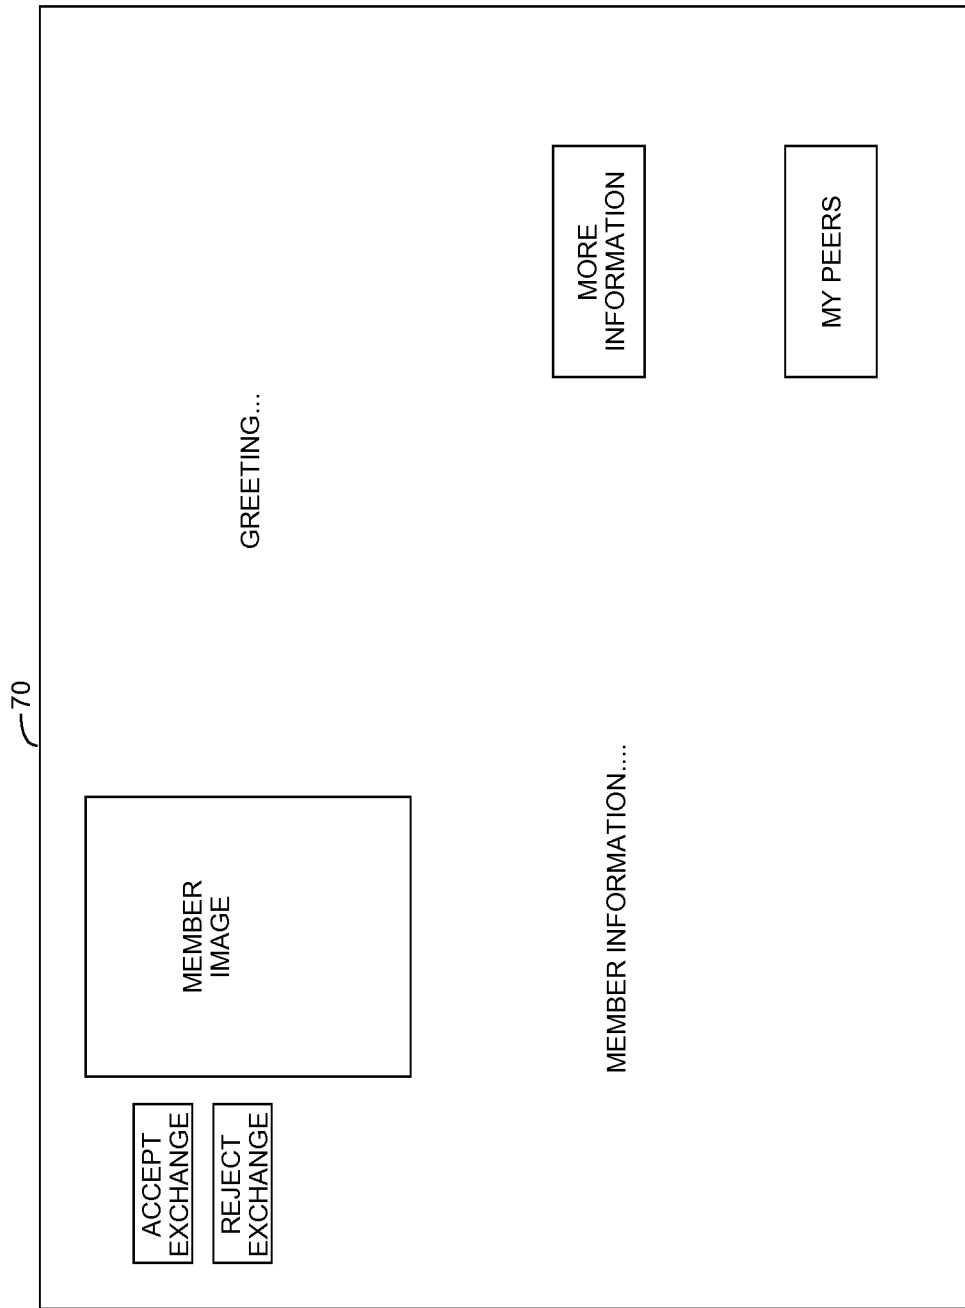 70
ACCEPT
EXCHANGE
REJECT
EXCHANGE
MEMBER
IMAGE
GREETING...
MEMBER INFORMATION....
MORE
INFORMATION
MY PEERS